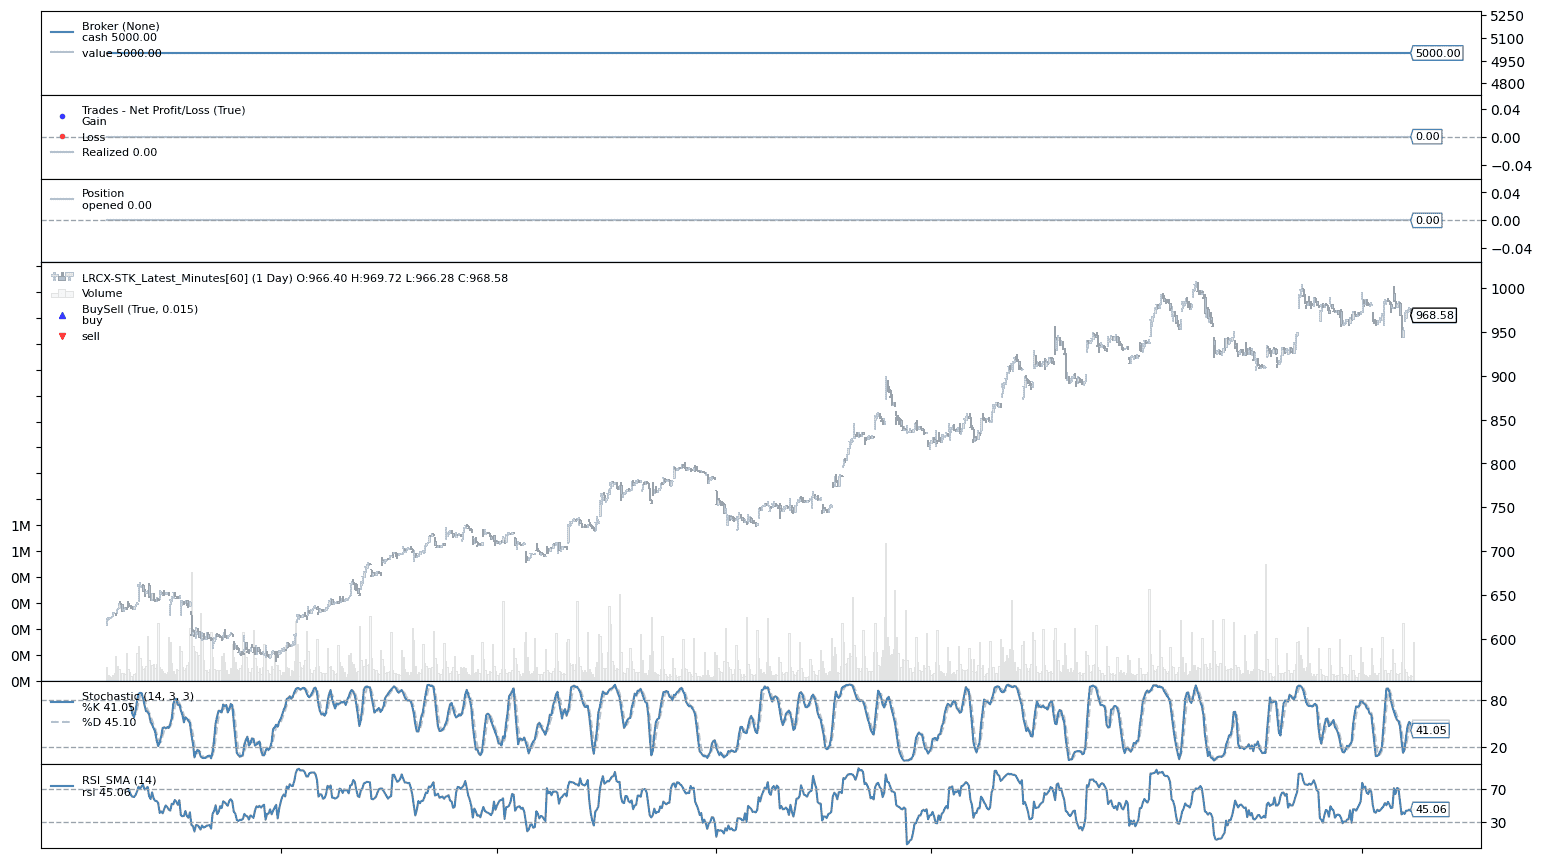 Broker (None)
cash 5000.00
value 5000.00
5000.00
5250
5100
4950
4800
Trades - Net Profit/Loss (True)
Gain
Loss
Realized 0.00
0.00
0.04
0.00
−0.04
Position
opened 0.00
0.00
0.04
0.00
−0.04
LRCX-STK_Latest_Minutes[60] (1 Day) O:966.40 H:969.72 L:966.28 C:968.58
Volume
BuySell (True, 0.015)
buy
sell
968.58
1000
950
900
850
800
750
700
650
600
1M
1M
0M
0M
0M
0M
0M
Stochastic (14, 3, 3)
%K 41.05
%D 45.10
41.05
80
20
RSI_SMA (14)
rsi 45.06
45.06
70
30